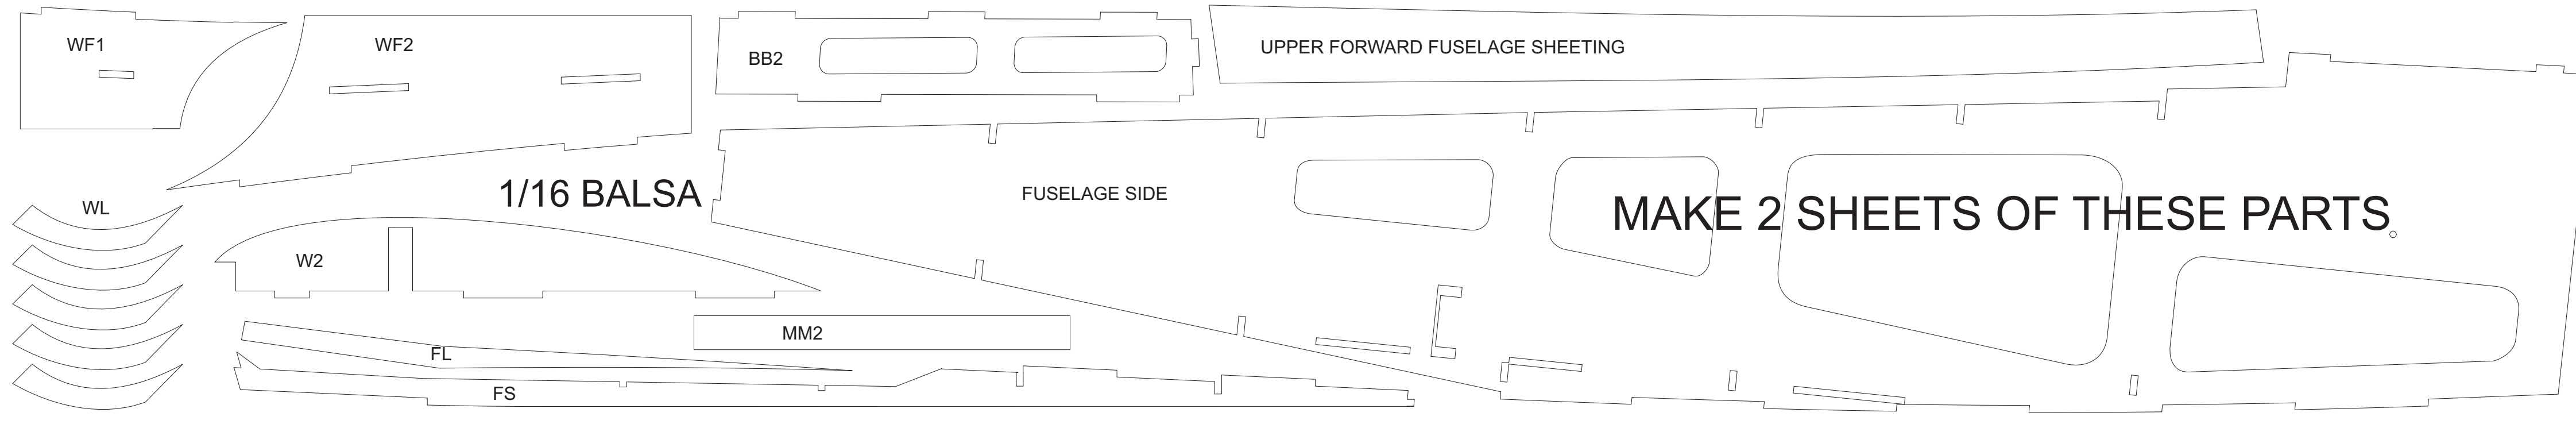 WF1
WF2
BB2
UPPER FORWARD FUSELAGE SHEETING
1/16 BALSA
FUSELAGE SIDE
MAKE 2 SHEETS OF THESE PARTS
WL
W2
MM2
FL
FS